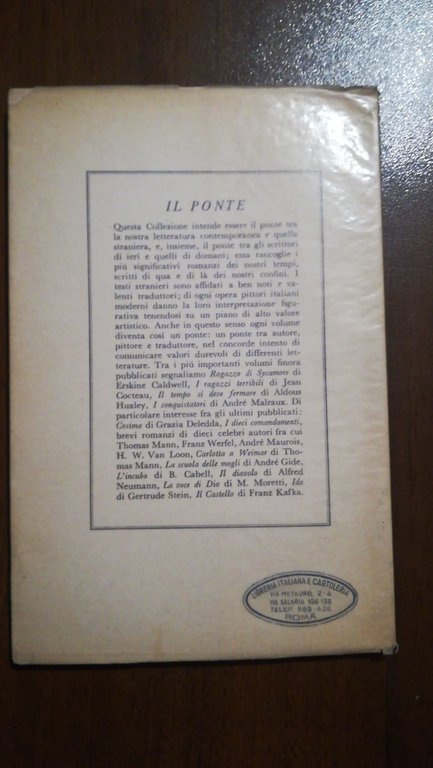 IL PONTE
Questa Collezione intende essere il ponte tra
la nostra letteratura contemporanea e quella
straniera, e, insieme, il ponte tra gli scrittori
di ieri e quelli di domani; essa raccoglie i
più significativi romanzi dei nostri tempi,
scritti di qua e di là dei nostri confini. I
testi stranieri sono affidati a ben noti e va-
lenti traduttori; di ogni opera pittori italiani
moderni danno la loro interpretazione figu-
rativa tenendosi su un piano di alto valore
artistico. Anche in questo senso ogni volume
diventa così un ponte: un ponte tra autore,
pittore e traduttore, nel concorde intento di
comunicare valori durevoli di differenti let-
terature. Tra i più importanti volumi finora
pubblicati segnaliamo Ragazzo di Sycamore di
Erskine Caldwell, I ragazzi terribili di Jean
Cocteau, Il tempo si deve fermare di Aldous
Huxley, I conquistatori di André Malraux. Di
particolare interesse fra gli ultimi pubblicati:
Cosima di Grazia Deledda, I dieci comandamenti,
brevi romanzi di dieci celebri autori fra cui
Thomas Mann, Franz Werfel, André Maurois,
H. W. Van Loon, Carlotta a Weimar di Tho-
mas Mann, La scuola delle mogli di André Gide,
L'incubo di B. Cabell, Il diavolo di Alfred
Neumann, La voce di Dio di M. Moretti, Ida
di Gertrude Stein, Il Castello di Franz Kafka.
LIBRERIA ITALIANA E CARTOLERIA
VIA METAURO, 2-4
VIA SALARIA 156-158
ROMA